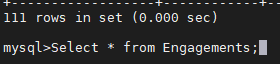 +------------------+------------+--
111 rows in set (0.000 sec)
mysql>Select * from Engagements;